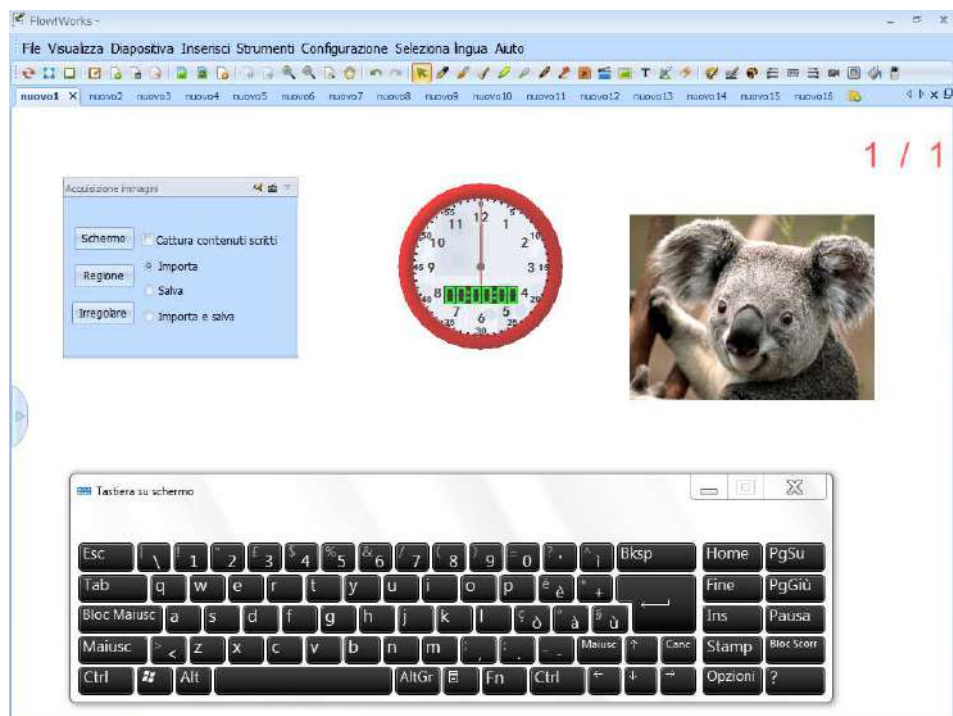 FlowtWorks -
File Visualizza Diapositiva Inserisci Strumenti Configurazione Seleziona lingua Aiuto
nuovo1 X nuovo2 nuovo3 nuovo4 nuovo5 nuovo6 nuovo7 nuovo8 nuovo9 nuovo10 nuovo11 nuovo12 nuovo13 nuovo14 nuovo15 nuovo16
1 / 1
Acquisizione immagini
Schermo Cattura contenuti scritti
Regione Importa
Salva
Irregolare Importa e salva
12 1 2 3 4 5 6 7 8 9 10 11
Tastiera su schermo
Esc | \ ! 1 " 2 £ 3 $ 4 % 5 & 6 / 7 ( 8 ) 9 = 0 ? ' ^ ì Bksp Home PgSu
Tab q w e r t y u i o p é è * + Fine PgGiù
Bloc Maiusc a s d f g h j k l ç ò ° à § ù Ins Pausa
Maiusc > < z x c v b n m ; , : . _ - Maiusc ↑ Canc Stamp Bloc Scorr
Ctrl Alt AltGr Fn Ctrl ← ↓ → Opzioni ?